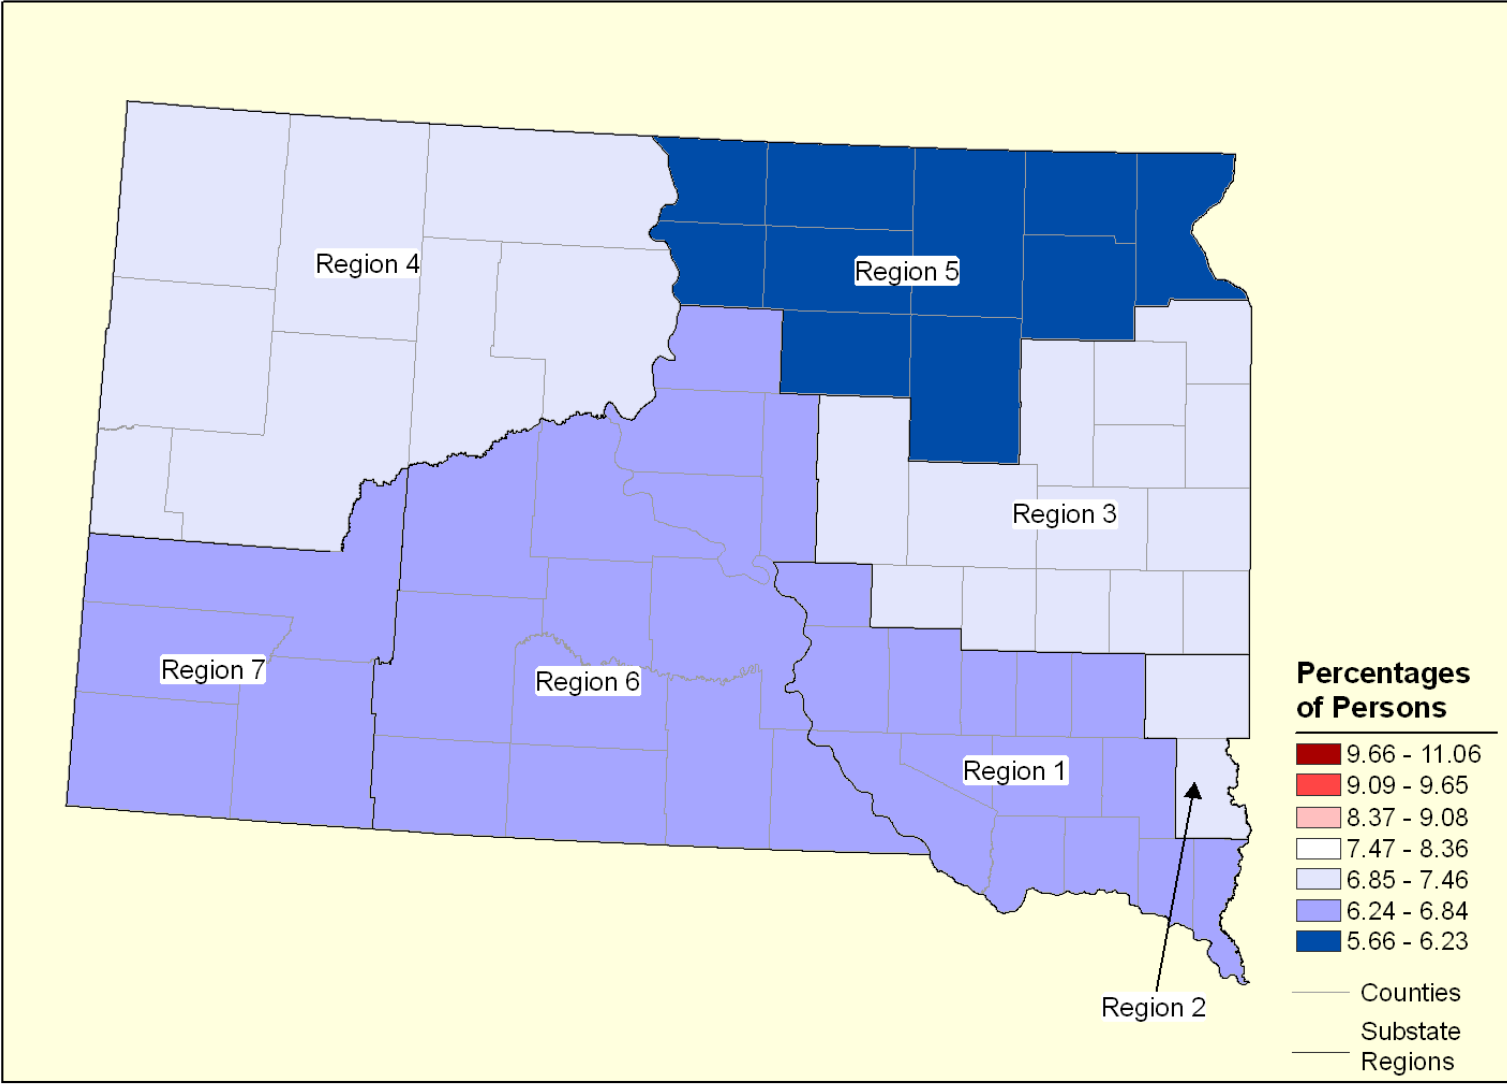 Region 4
Region 5
Region 3
Region 7
Region 6
Region 1
Region 2
Percentages
of Persons
9.66 - 11.06
9.09 - 9.65
8.37 - 9.08
7.47 - 8.36
6.85 - 7.46
6.24 - 6.84
5.66 - 6.23
Counties
Substate
Regions